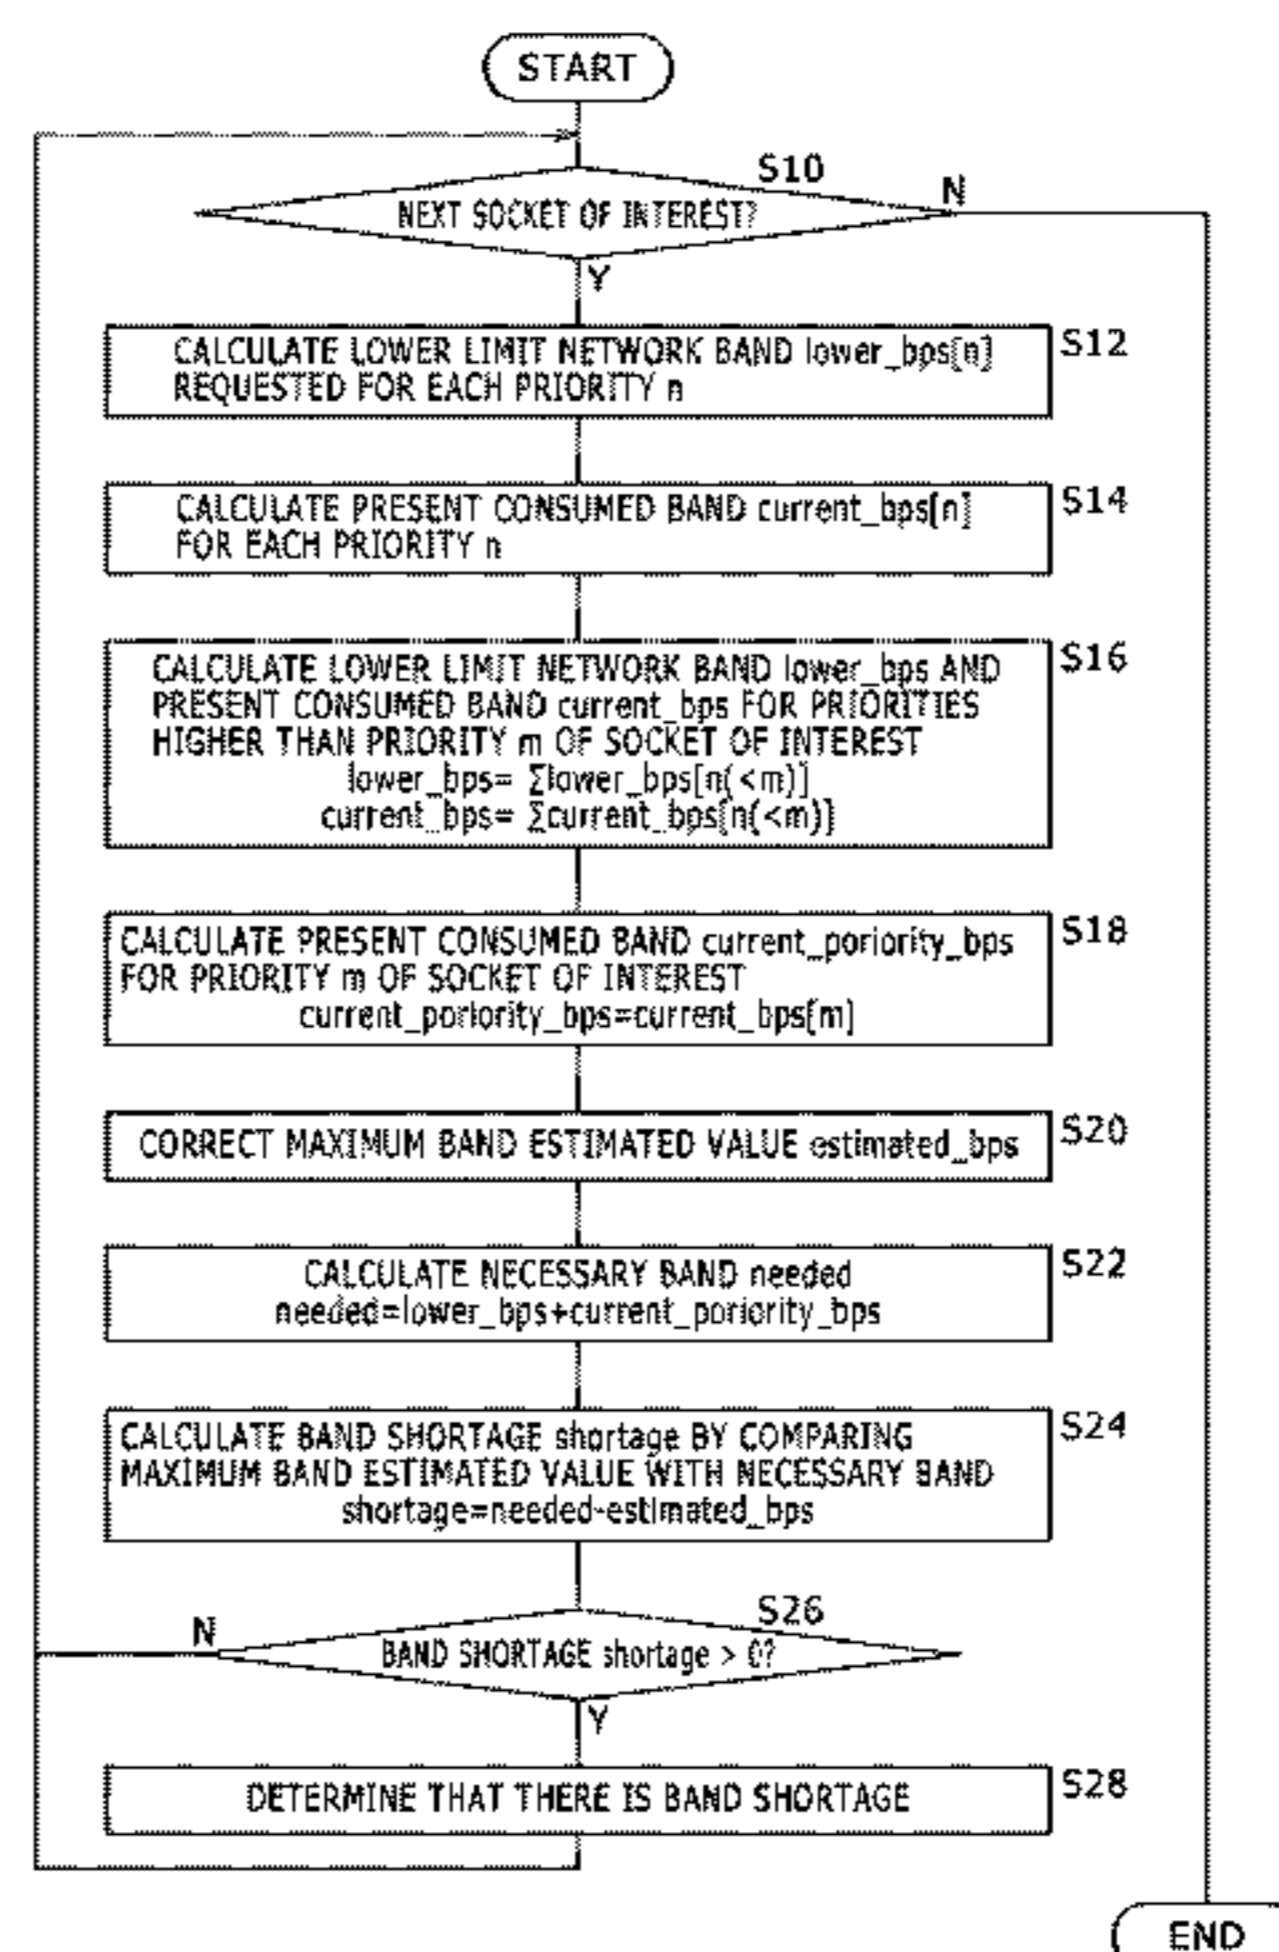 START
S10
NEXT SOCKET OF INTEREST?
N
Y
CALCULATE LOWER LIMIT NETWORK BAND lower_bps[n]
REQUESTED FOR EACH PRIORITY n
S12
CALCULATE PRESENT CONSUMED BAND current_bps[n]
FOR EACH PRIORITY n
S14
CALCULATE LOWER LIMIT NETWORK BAND lower_bps AND
PRESENT CONSUMED BAND current_bps FOR PRIORITIES
HIGHER THAN PRIORITY m OF SOCKET OF INTEREST
lower_bps= Σlower_bps[n(<m)]
current_bps= Σcurrent_bps[n(<m)]
S16
CALCULATE PRESENT CONSUMED BAND current_poriority_bps
FOR PRIORITY m OF SOCKET OF INTEREST
current_poriority_bps=current_bps[m]
S18
CORRECT MAXIMUM BAND ESTIMATED VALUE estimated_bps
S20
CALCULATE NECESSARY BAND needed
needed=lower_bps+current_poriority_bps
S22
CALCULATE BAND SHORTAGE shortage BY COMPARING
MAXIMUM BAND ESTIMATED VALUE WITH NECESSARY BAND
shortage=needed-estimated_bps
S24
S26
N
BAND SHORTAGE shortage > 0?
Y
DETERMINE THAT THERE IS BAND SHORTAGE
S28
END